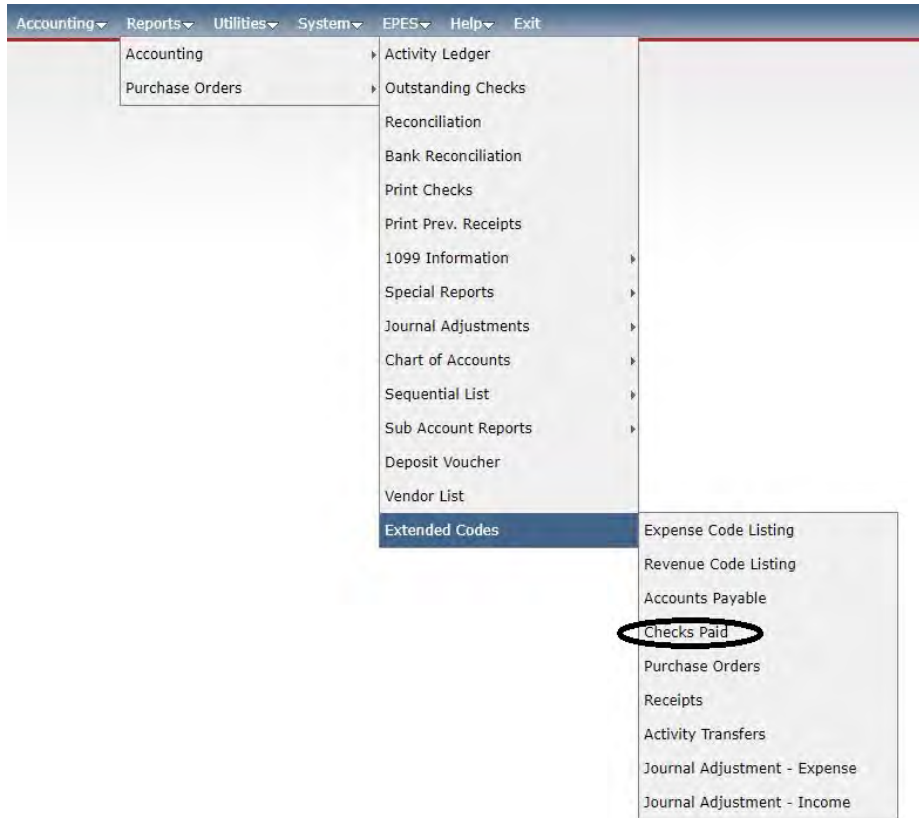 Accounting Reports Utilities System EPES Help Exit
Accounting
Purchase Orders
Activity Ledger
Outstanding Checks
Reconciliation
Bank Reconciliation
Print Checks
Print Prev. Receipts
1099 Information
Special Reports
Journal Adjustments
Chart of Accounts
Sequential List
Sub Account Reports
Deposit Voucher
Vendor List
Extended Codes
Expense Code Listing
Revenue Code Listing
Accounts Payable
Checks Paid
Purchase Orders
Receipts
Activity Transfers
Journal Adjustment - Expense
Journal Adjustment - Income